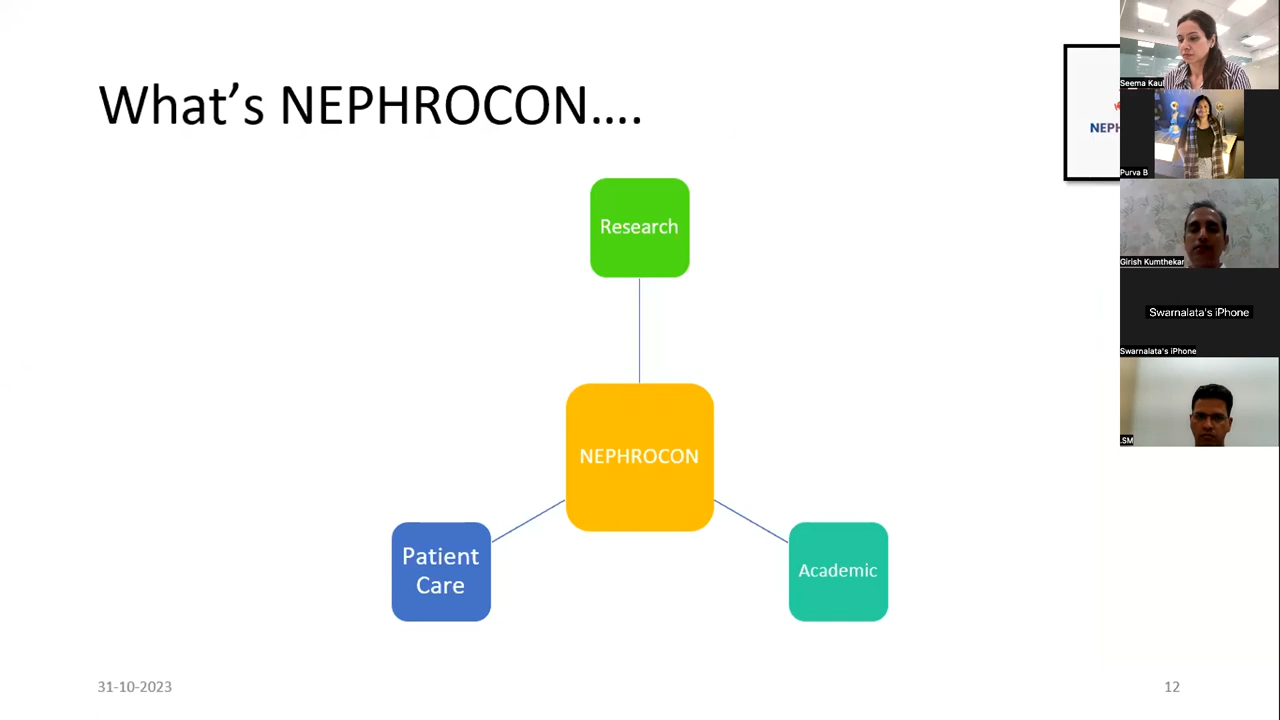 What's NEPHROCON....
NEPH
Research
NEPHROCON
Patient
Care
Academic
31-10-2023
12
Seema Kaul
Purva B
Girish Kumthekar
Swarnalata's iPhone
Swarnalata's iPhone
.SM